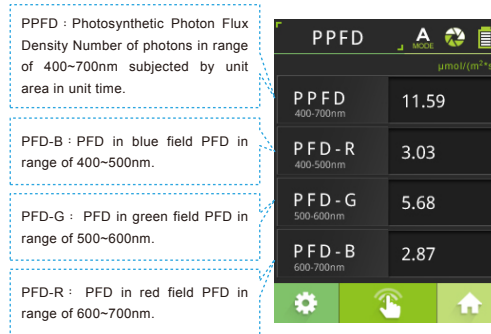 PPFD：Photosynthetic Photon Flux
Density Number of photons in range
of 400~700nm subjected by unit
area in unit time.
PFD-B：PFD in blue field PFD in
range of 400~500nm.
PFD-G： PFD in green field PFD in
range of 500~600nm.
PFD-R： PFD in red field PFD in
range of 600~700nm.
PPFD
A
MODE
μmol/(m²*s
PPFD 11.59
400-700nm
PFD-R 3.03
400-500nm
PFD-G 5.68
500-600nm
PFD-B 2.87
600-700nm